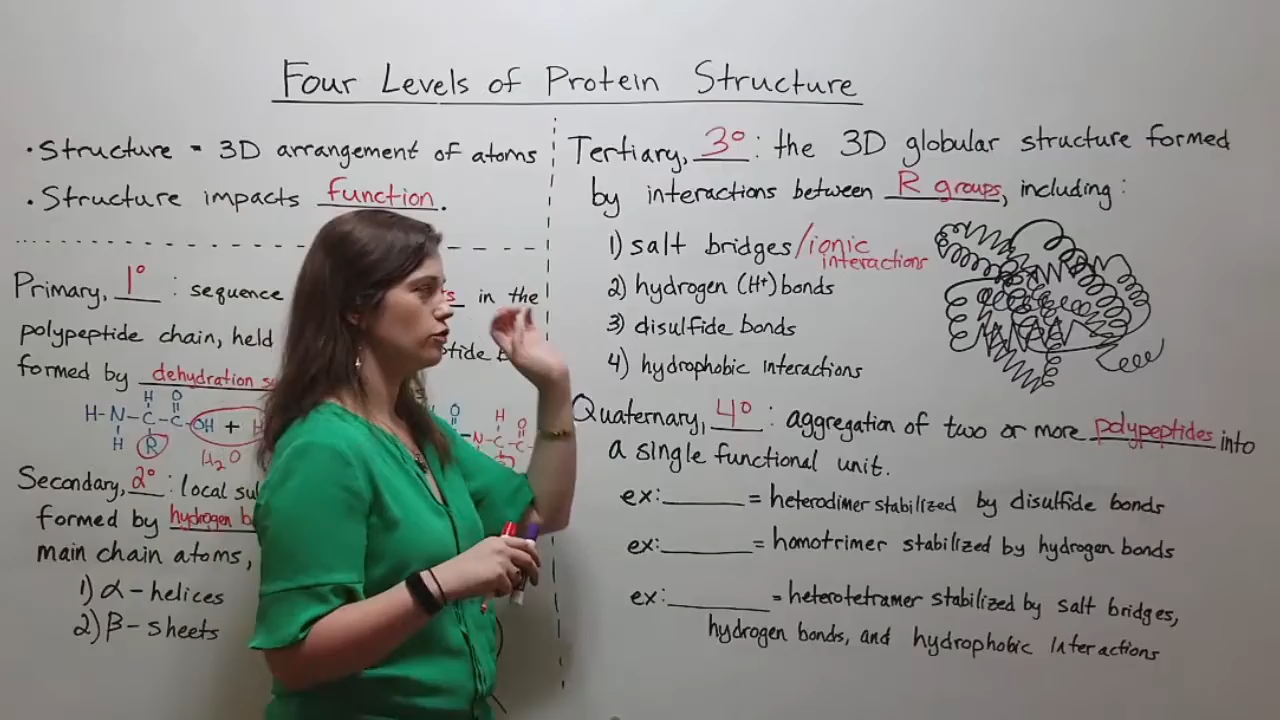 Four Levels of Protein Structure
• Structure = 3D arrangement of atoms
• Structure impacts function.
Primary, 1° : sequence in the
polypeptide chain, held
formed by dehydration
H-N-C-C-OH + H
H
O
H
R
H₂O
O
H
O
N-C-C-
Secondary, 2° : local
formed by hydrogen
main chain atoms,
1) α-helices
2) β-sheets
Tertiary, 3° : the 3D globular structure formed
by interactions between R groups, including:
1) salt bridges/ionic interactions
2) hydrogen (H⁺) bonds
3) disulfide bonds
4) hydrophobic interactions
Quaternary, 4° : aggregation of two or more polypeptides into
a single functional unit.
ex:______ = heterodimer stabilized by disulfide bonds
ex:______ = homotrimer stabilized by hydrogen bonds
ex:______ = heterotetramer stabilized by salt bridges,
hydrogen bonds, and hydrophobic interactions